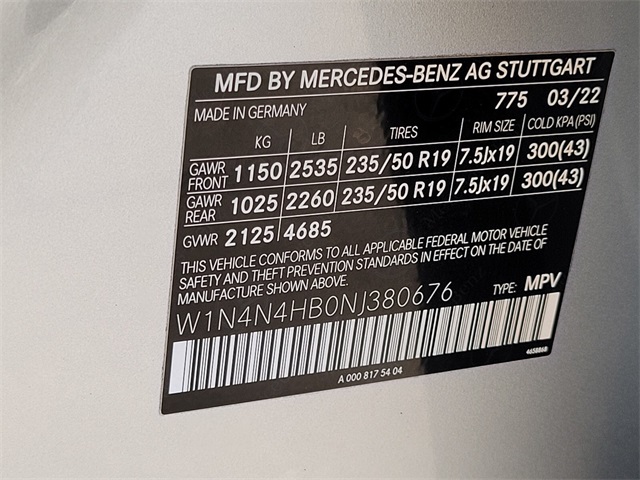 MFD BY MERCEDES-BENZ AG STUTTGART
MADE IN GERMANY 775 03/22
KG LB TIRES RIM SIZE COLD KPA(PSI)
GAWR FRONT 1150 2535 235/50 R19 7.5Jx19 300(43)
GAWR REAR 1025 2260 235/50 R19 7.5Jx19 300(43)
GVWR 2125 4685
THIS VEHICLE CONFORMS TO ALL APPLICABLE FEDERAL MOTOR VEHICLE
SAFETY AND THEFT PREVENTION STANDARDS IN EFFECT ON THE DATE OF
MANUFACTURE SHOWN ABOVE.
W1N4N4HB0NJ380676 TYPE: MPV
4658868
A 000 817 54 04